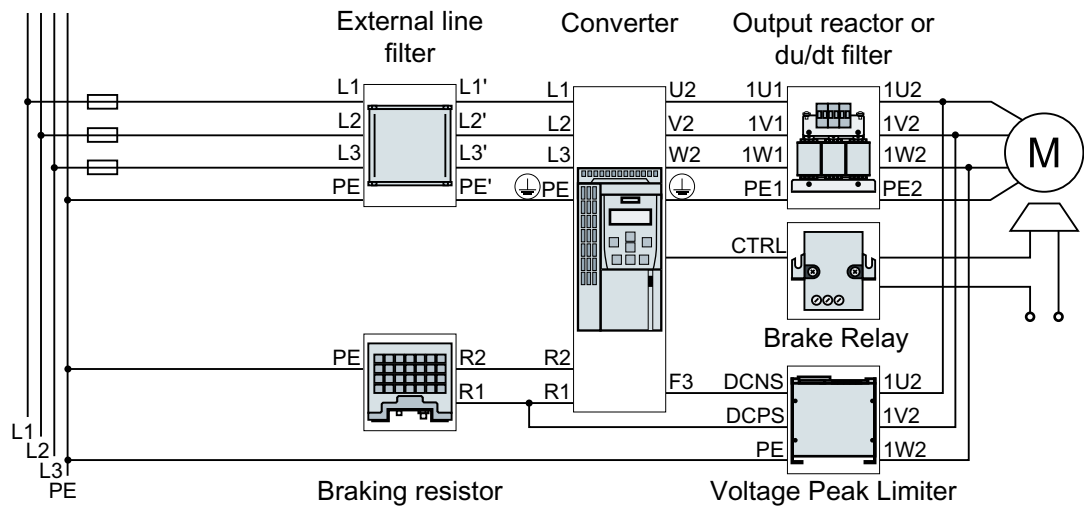 External line
filter
Converter
Output reactor or
du/dt filter
L1 L1' L1 U2 1U1 1U2
L2 L2' L2 V2 1V1 1V2
L3 L3' L3 W2 1W1 1W2
PE PE' PE PE1 PE2
M
CTRL
Brake Relay
PE R2 R2
R1 R1
F3 DCNS 1U2
DCPS 1V2
PE 1W2
L1
L2
L3
PE
Braking resistor
Voltage Peak Limiter